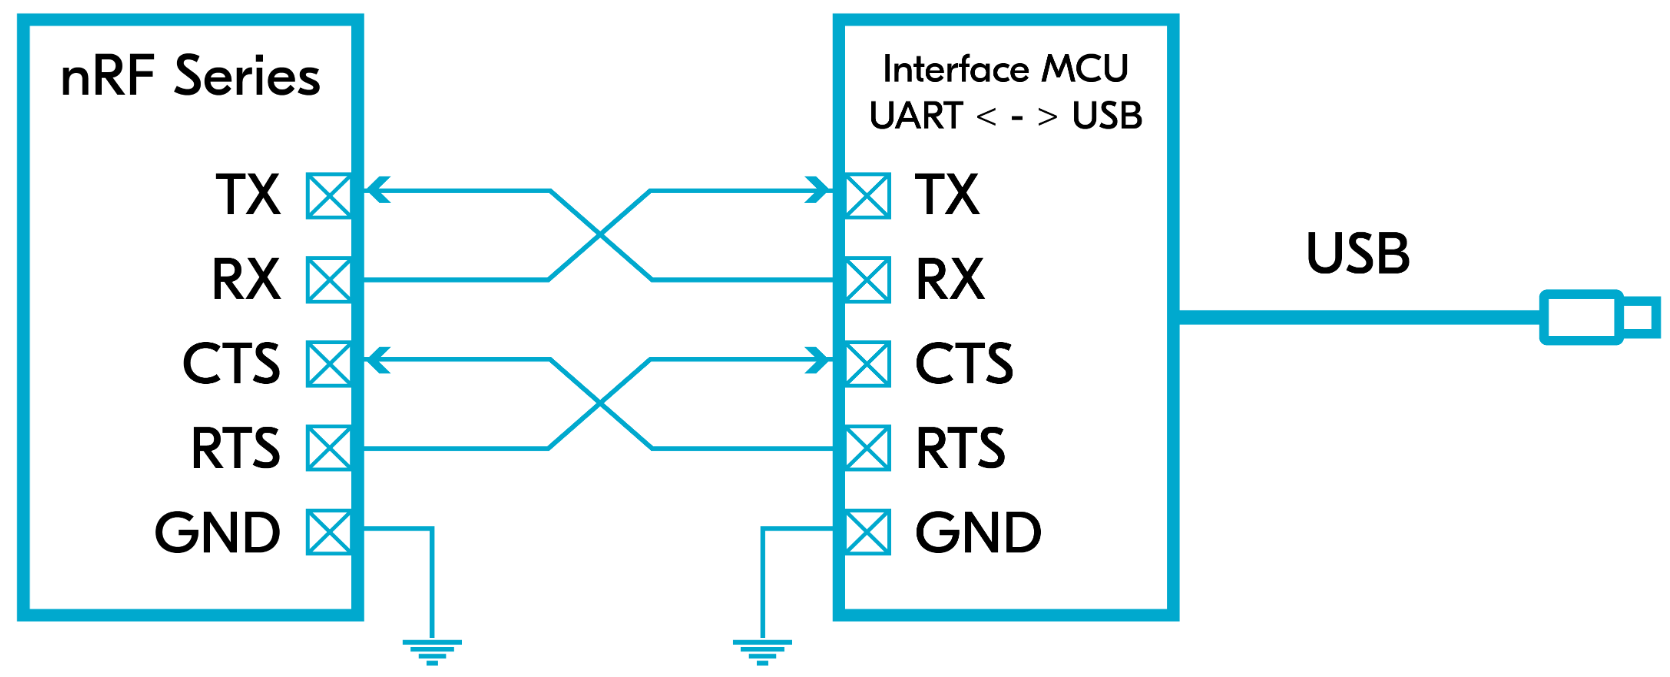 nRF Series
TX
RX
CTS
RTS
GND
Interface MCU
UART < - > USB
TX
RX
CTS
RTS
GND
USB